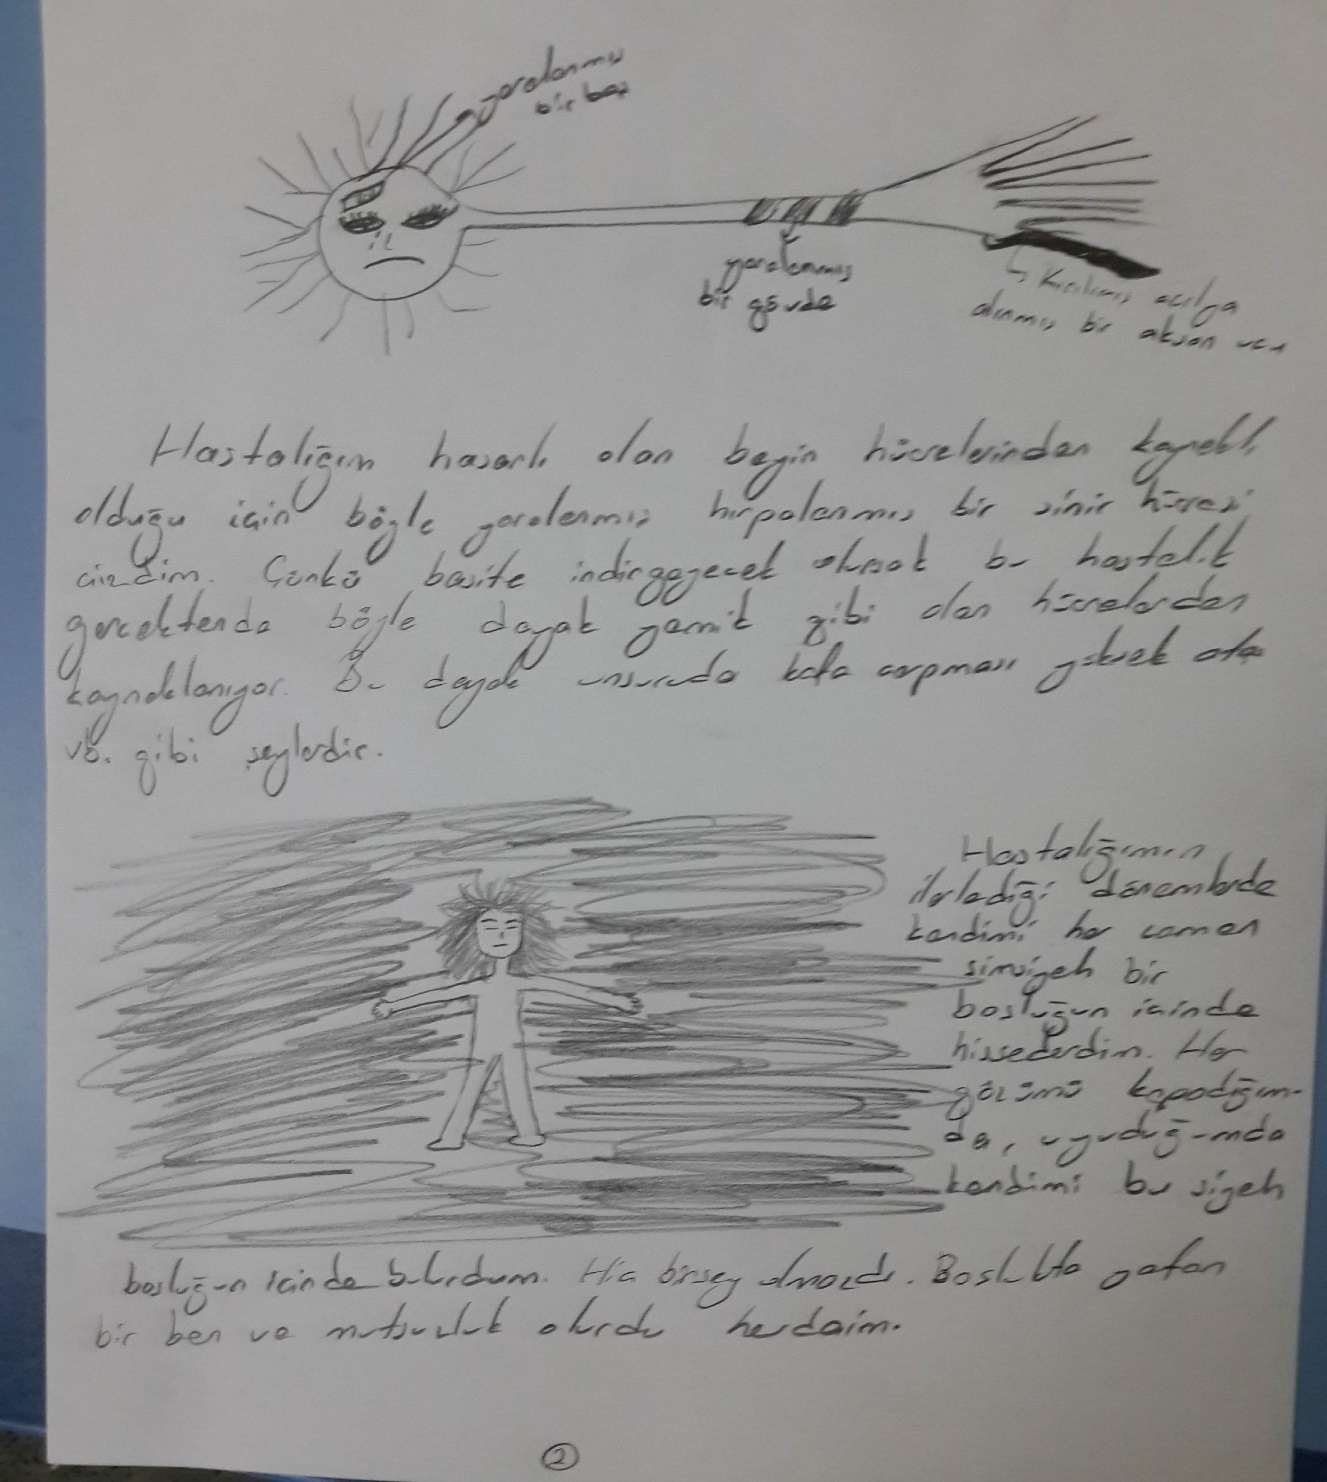 yaralanmış
bir baş
yaralanmış
bir gövde
Kırılmış alçıya
alınmış bir akson ucu
Hastalığım hasarlı olan beyin hücrelerinden kaynaklı
olduğu için böyle yaralanmış hırpalanmış bir sinir hücresi
çizdim. Çünkü basite indirgeyecek olursak bu hastalık
gerçektende böyle dayak yemiş gibi olan hücrelerden
kaynaklanıyor. Bu dayak unsuruda kafa çarpması yüksek ateş
vb. gibi şeylerdir.
Hastalığımın
ilerlediği dönemlerde
kendimi her zaman
simsiyah bir
boşluğun içinde
hissederdim. Her
gözümü kapadığım-
da, uyuduğumda
kendimi bu siyah
boşluğun içinde bulurdum. Hiç birşey olmazdı. Boşlukta yatan
bir ben ve mutsuzluk olurdu herdaim.
2